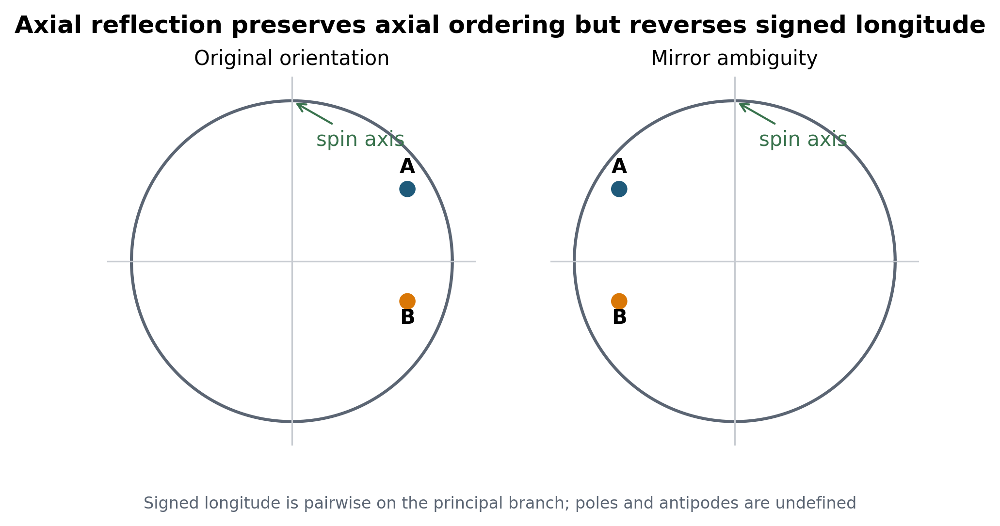 Axial reflection preserves axial ordering but reverses signed longitude
Original orientation
Mirror ambiguity
spin axis
spin axis
A
A
B
B
Signed longitude is pairwise on the principal branch; poles and antipodes are undefined